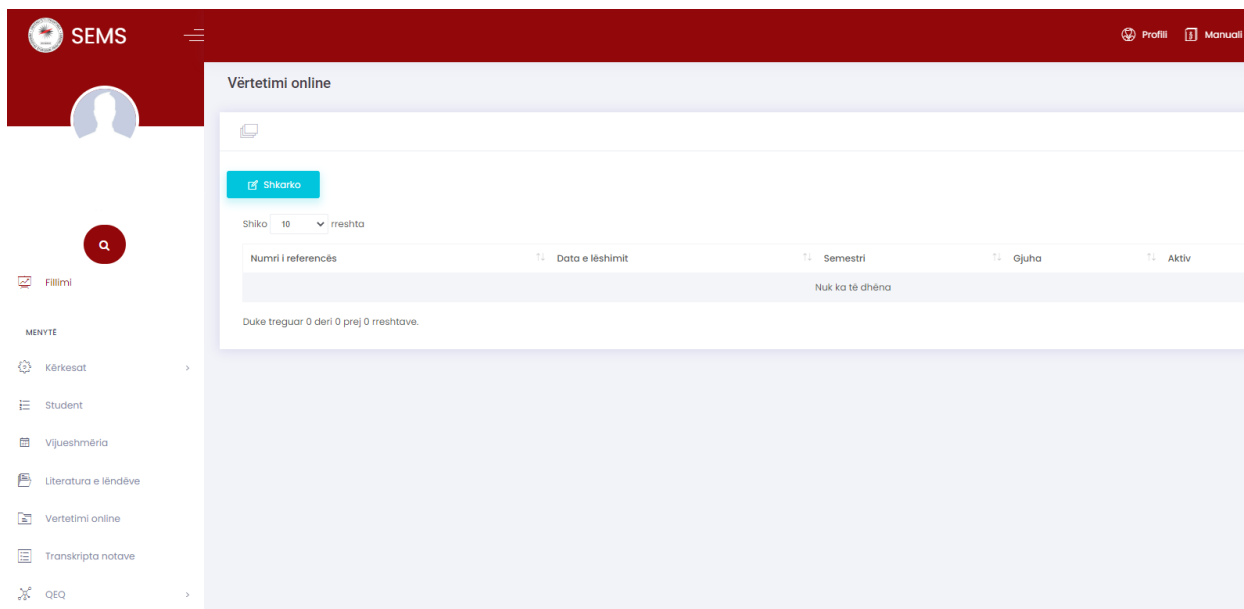 SEMS
Profili Manuali
Vërtetimi online
Shkarko
Shiko 10 rreshta
Numri i referencës Data e lëshimit Semestri Gjuha Aktiv
Nuk ka të dhëna
Duke treguar 0 deri 0 prej 0 rreshtave.
Fillimi
MENYTË
Kërkesat
Student
Vijueshmëria
Literatura e lëndëve
Vertetimi online
Transkripta notave
QEQ